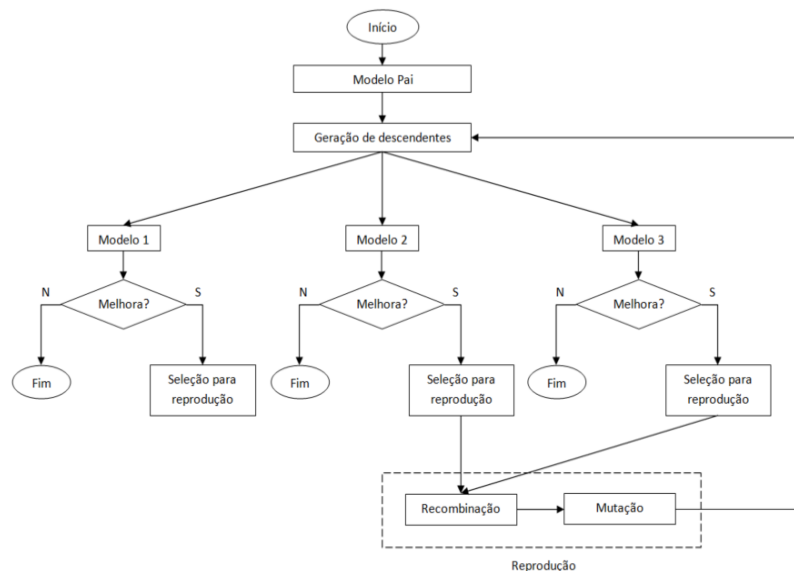 Início
Modelo Pai
Geração de descendentes
Modelo 1
Modelo 2
Modelo 3
N
Melhora?
S
N
Melhora?
S
N
Melhora?
S
Fim
Seleção para
reprodução
Fim
Seleção para
reprodução
Fim
Seleção para
reprodução
Recombinação
Mutação
Reprodução